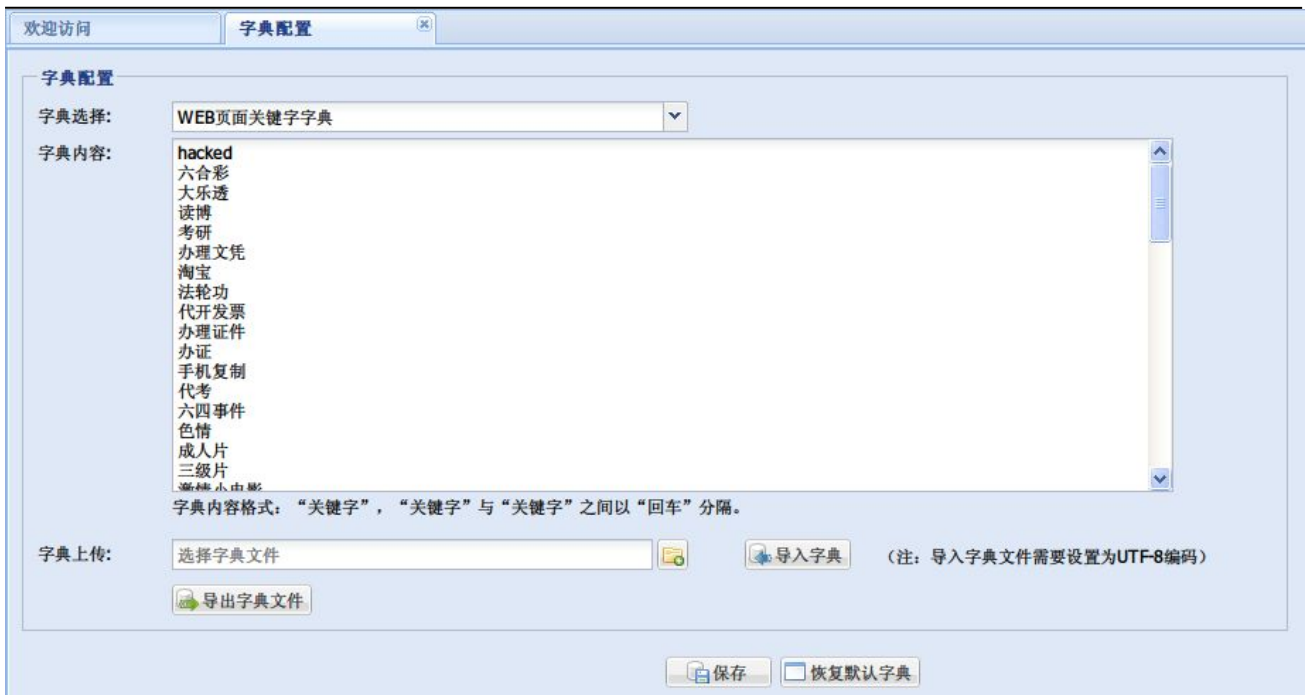 欢迎访问
字典配置
字典配置
字典选择:
WEB页面关键字字典
字典内容:
hacked
六合彩
大乐透
读博
考研
办理文凭
淘宝
法轮功
代开发票
办理证件
办证
手机复制
代考
六四事件
色情
成人片
三级片
激情小电影
字典内容格式：“关键字”，“关键字”与“关键字”之间以“回车”分隔。
字典上传:
选择字典文件
导入字典
（注：导入字典文件需要设置为UTF-8编码）
导出字典文件
保存
恢复默认字典